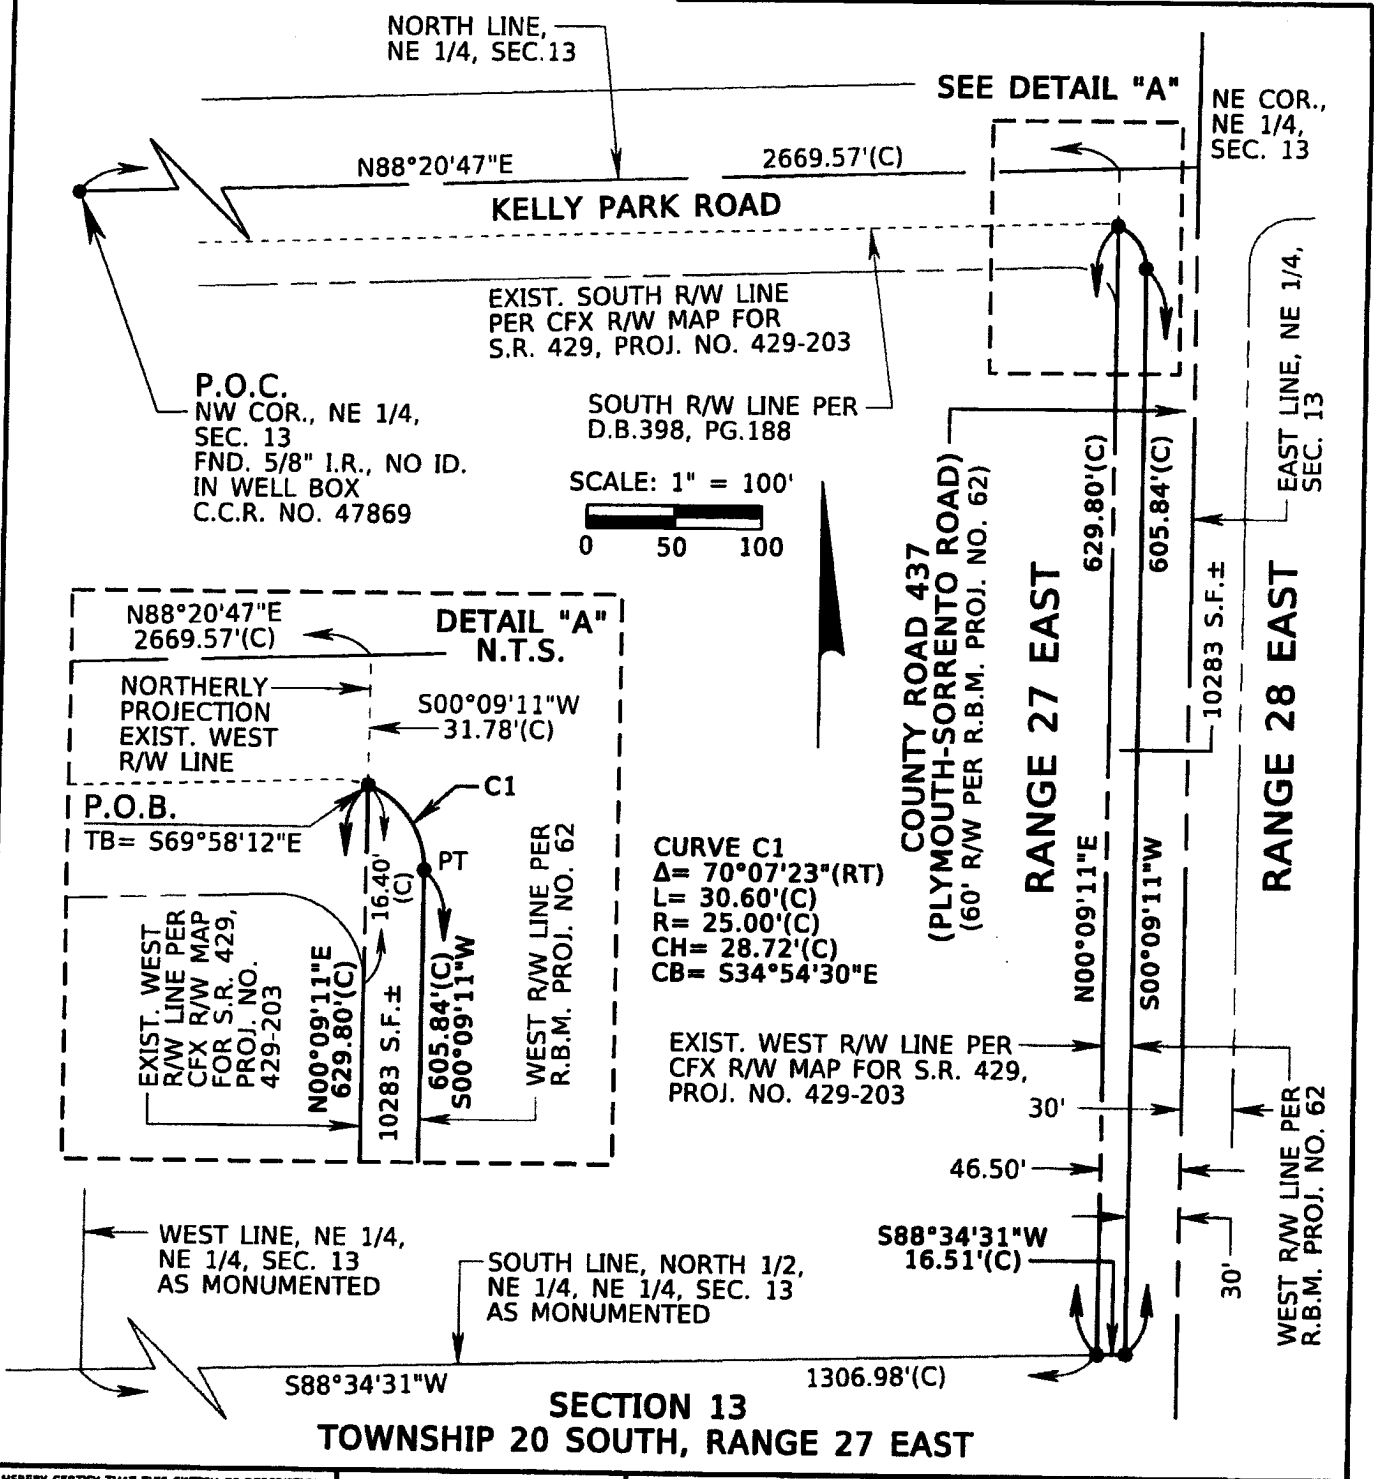 NORTH LINE,
NE 1/4, SEC.13
SEE DETAIL "A"
NE COR.,
NE 1/4,
SEC. 13
N88°20'47"E
2669.57'(C)
KELLY PARK ROAD
EXIST. SOUTH R/W LINE
PER CFX R/W MAP FOR
S.R. 429, PROJ. NO. 429-203
P.O.C.
NW COR., NE 1/4,
SEC. 13
FND. 5/8" I.R., NO ID.
IN WELL BOX
C.C.R. NO. 47869
SOUTH R/W LINE PER
D.B.398, PG.188
SCALE: 1" = 100'
0 50 100
EAST LINE, NE 1/4,
SEC. 13
COUNTY ROAD 437
(PLYMOUTH-SORRENTO ROAD)
(60' R/W PER R.B.M. PROJ. NO. 62)
RANGE 27 EAST
629.80'(C)
605.84'(C)
10283 S.F.±
RANGE 28 EAST
N00°09'11"E
S00°09'11"W
N88°20'47"E
2669.57'(C)
DETAIL "A"
N.T.S.
NORTHERLY
PROJECTION
EXIST. WEST
R/W LINE
S00°09'11"W
31.78'(C)
C1
P.O.B.
TB= S69°58'12"E
PT
16.40'
(C)
EXIST. WEST
R/W LINE PER
CFX R/W MAP
FOR S.R. 429,
PROJ. NO.
429-203
N00°09'11"E
629.80'(C)
10283 S.F.±
605.84'(C)
S00°09'11"W
WEST R/W LINE PER
R.B.M. PROJ. NO. 62
CURVE C1
Δ= 70°07'23"(RT)
L= 30.60'(C)
R= 25.00'(C)
CH= 28.72'(C)
CB= S34°54'30"E
EXIST. WEST R/W LINE PER
CFX R/W MAP FOR S.R. 429,
PROJ. NO. 429-203
30'
46.50'
30'
WEST R/W LINE PER
R.B.M. PROJ. NO. 62
WEST LINE, NE 1/4,
NE 1/4, SEC. 13
AS MONUMENTED
SOUTH LINE, NORTH 1/2,
NE 1/4, NE 1/4, SEC. 13
AS MONUMENTED
S88°34'31"W
16.51'(C)
S88°34'31"W
1306.98'(C)
SECTION 13
TOWNSHIP 20 SOUTH, RANGE 27 EAST